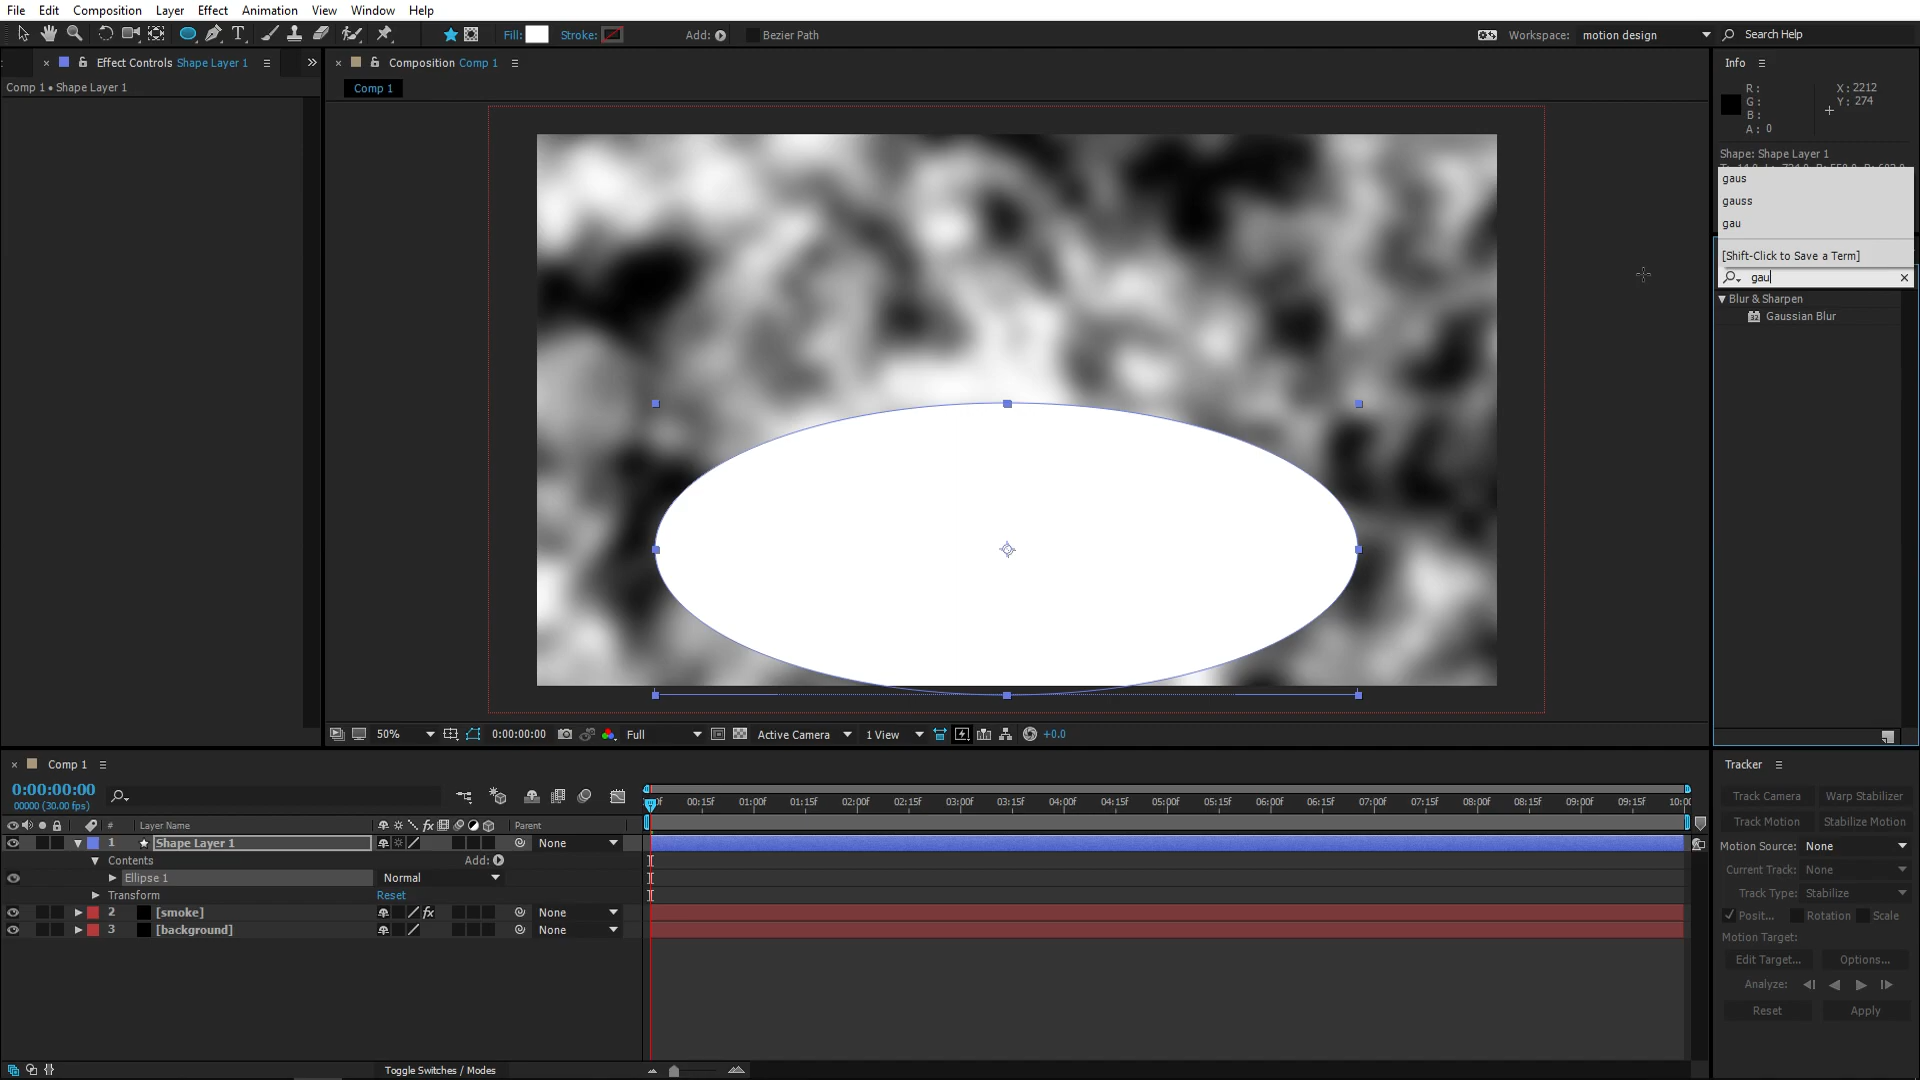 File Edit Composition Layer Effect Animation View Window Help
Fill: Stroke: Add: Bezier Path Workspace: motion design Search Help
Effect Controls Shape Layer 1
Composition Comp 1
Info
Comp 1 • Shape Layer 1
Comp 1
R :
G :
B :
A : 0
X : 2212
Y : 274
Shape: Shape Layer 1
gaus
gauss
gau
[Shift-Click to Save a Term]
gau
Blur & Sharpen
Gaussian Blur
50% 0:00:00:00 Full Active Camera 1 View +0.0
Comp 1
Tracker
0:00:00:00
00000 (30.00 fps)
00:15f 01:00f 01:15f 02:00f 02:15f 03:00f 03:15f 04:00f 04:15f 05:00f 05:15f 06:00f 06:15f 07:00f 07:15f 08:00f 08:15f 09:00f 09:15f 10:00
# Layer Name fx Parent
1 Shape Layer 1 None
Contents Add:
Ellipse 1 Normal
Transform Reset
2 [smoke] fx None
3 [background] None
Track Camera Warp Stabilizer
Track Motion Stabilize Motion
Motion Source: None
Current Track: None
Track Type: Stabilize
Posit... Rotation Scale
Motion Target:
Edit Target... Options...
Analyze:
Reset Apply
Toggle Switches / Modes